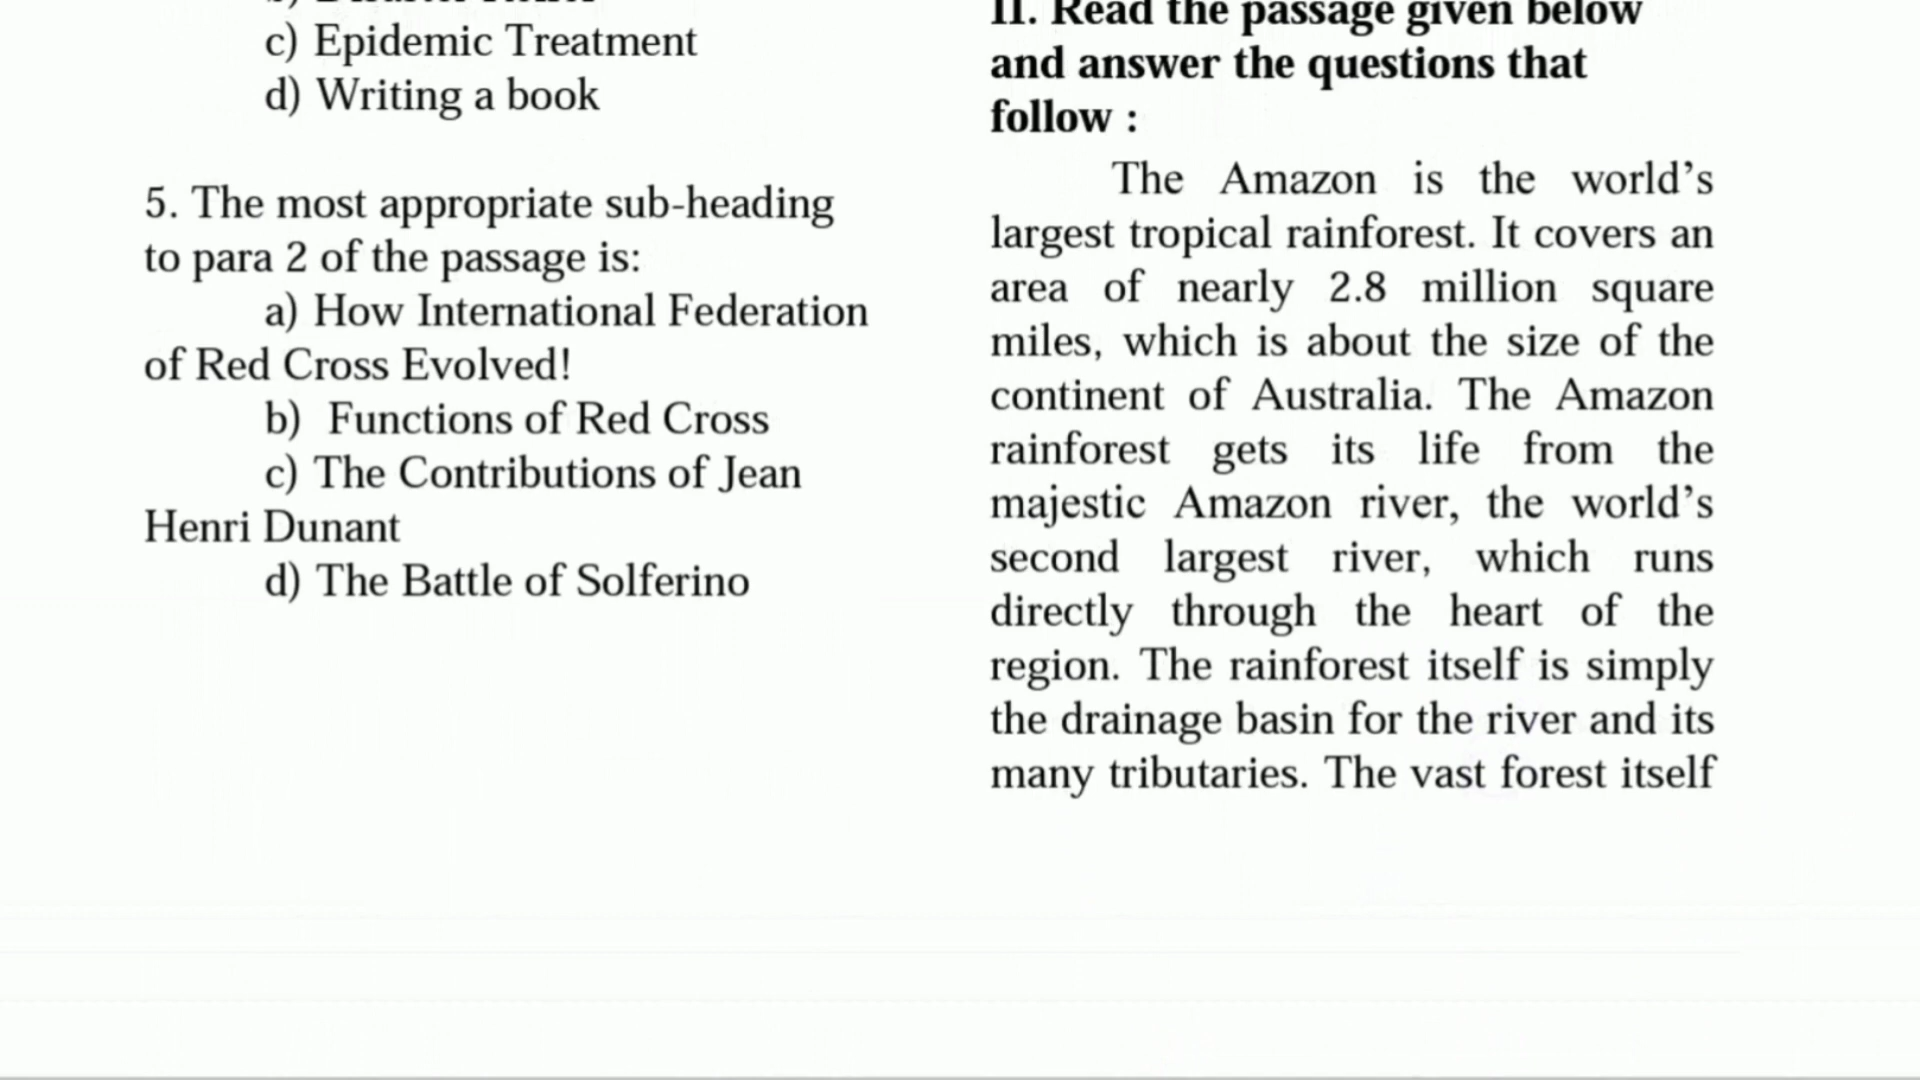 b) Disaster Relief
c) Epidemic Treatment
d) Writing a book
5. The most appropriate sub-heading
to para 2 of the passage is:
a) How International Federation
of Red Cross Evolved!
b) Functions of Red Cross
c) The Contributions of Jean
Henri Dunant
d) The Battle of Solferino
II. Read the passage given below
and answer the questions that
follow :
The Amazon is the world’s
largest tropical rainforest. It covers an
area of nearly 2.8 million square
miles, which is about the size of the
continent of Australia. The Amazon
rainforest gets its life from the
majestic Amazon river, the world’s
second largest river, which runs
directly through the heart of the
region. The rainforest itself is simply
the drainage basin for the river and its
many tributaries. The vast forest itself